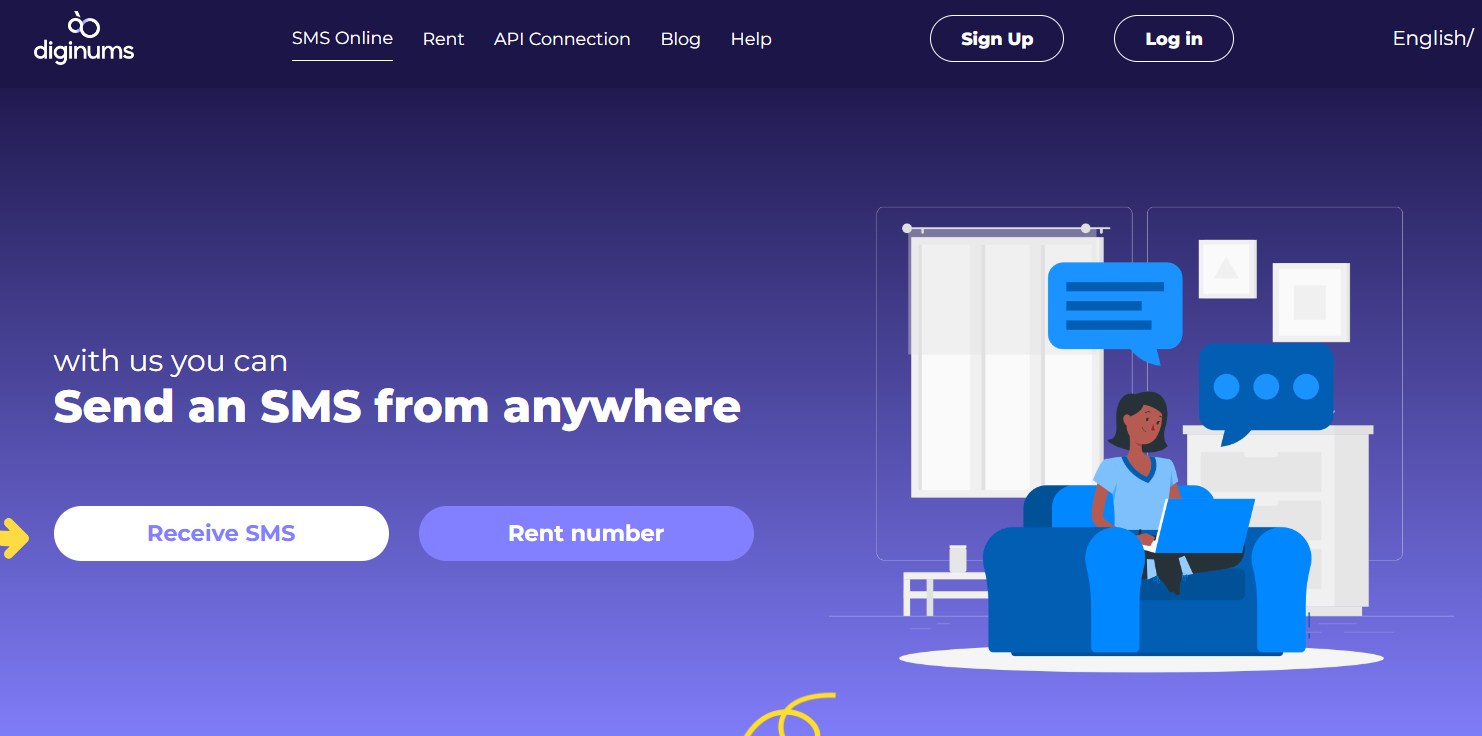 diginums
SMS Online
Rent
API Connection
Blog
Help
Sign Up
Log in
English/
with us you can
Send an SMS from anywhere
Receive SMS
Rent number